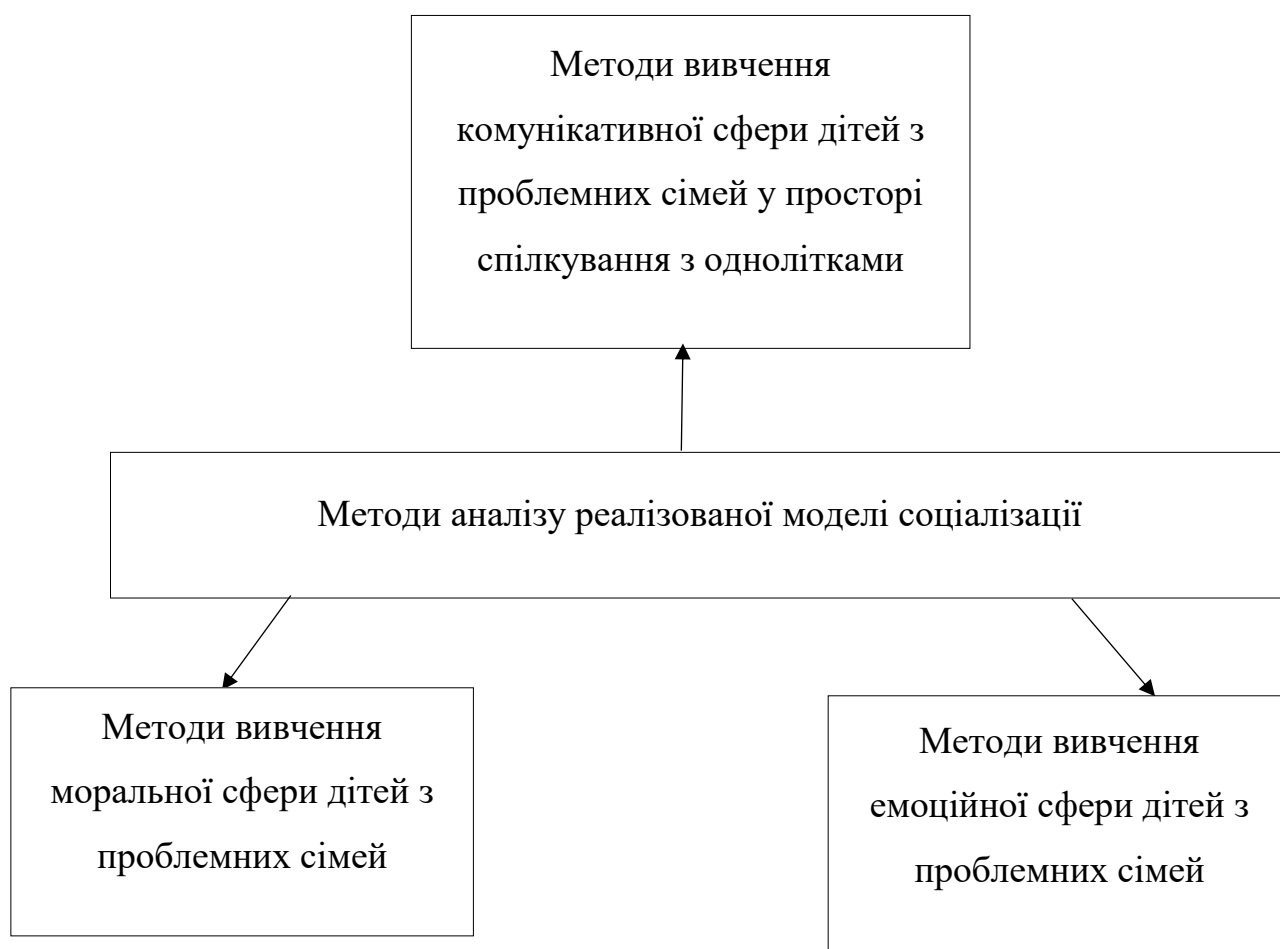 Методи вивчення
комунікативної сфери дітей з
проблемних сімей у просторі
спілкування з однолітками
Методи аналізу реалізованої моделі соціалізації
Методи вивчення
моральної сфери дітей з
проблемних сімей
Методи вивчення
емоційної сфери дітей з
проблемних сімей